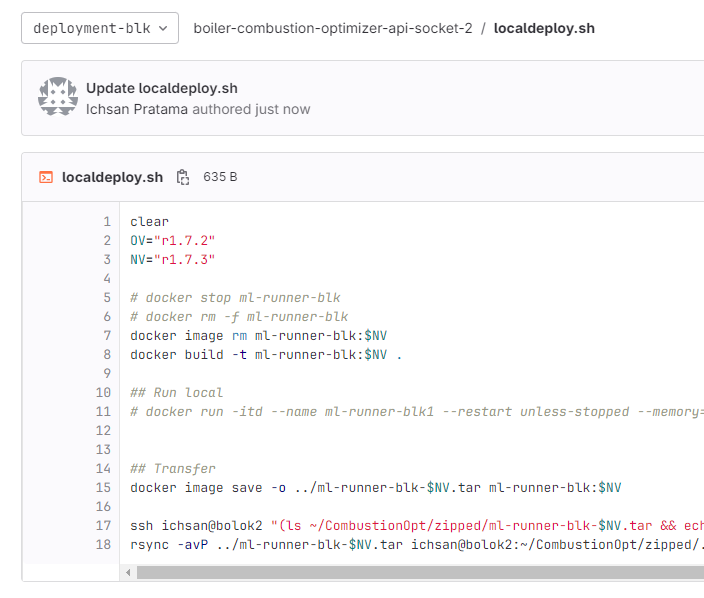 deployment-blk boiler-combustion-optimizer-api-socket-2 / localdeploy.sh
Update localdeploy.sh
Ichsan Pratama authored just now
localdeploy.sh 635 B
1 clear
2 OV="r1.7.2"
3 NV="r1.7.3"
4
5 # docker stop ml-runner-blk
6 # docker rm -f ml-runner-blk
7 docker image rm ml-runner-blk:$NV
8 docker build -t ml-runner-blk:$NV .
9
10 ## Run local
11 # docker run -itd --name ml-runner-blk1 --restart unless-stopped --memory=
12
13
14 ## Transfer
15 docker image save -o ../ml-runner-blk-$NV.tar ml-runner-blk:$NV
16
17 ssh ichsan@bolok2 "(ls ~/CombustionOpt/zipped/ml-runner-blk-$NV.tar && ech
18 rsync -avP ../ml-runner-blk-$NV.tar ichsan@bolok2:~/CombustionOpt/zipped/.